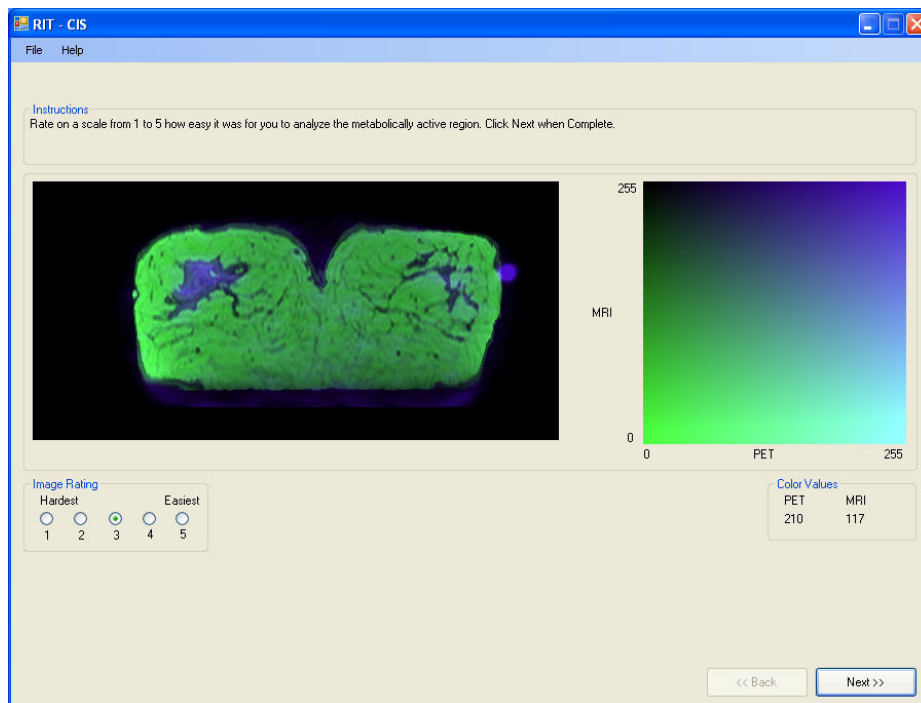 RIT - CIS
File Help
Instructions
Rate on a scale from 1 to 5 how easy it was for you to analyze the metabolically active region. Click Next when Complete.
255
MRI
0
0 PET 255
Image Rating
Hardest Easiest
1 2 3 4 5
Color Values
PET MRI
210 117
<< Back Next >>